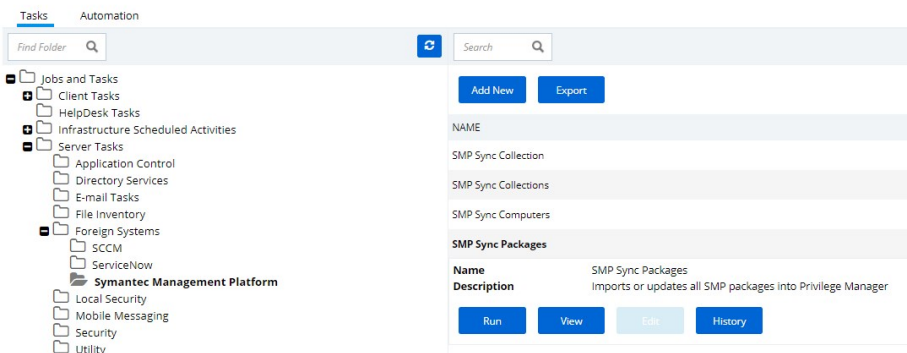 Tasks Automation
Find Folder
Search
Jobs and Tasks
Client Tasks
HelpDesk Tasks
Infrastructure Scheduled Activities
Server Tasks
Application Control
Directory Services
E-mail Tasks
File Inventory
Foreign Systems
SCCM
ServiceNow
Symantec Management Platform
Local Security
Mobile Messaging
Security
Utility
Add New Export
NAME
SMP Sync Collection
SMP Sync Collections
SMP Sync Computers
SMP Sync Packages
Name SMP Sync Packages
Description Imports or updates all SMP packages into Privilege Manager
Run View Edit History